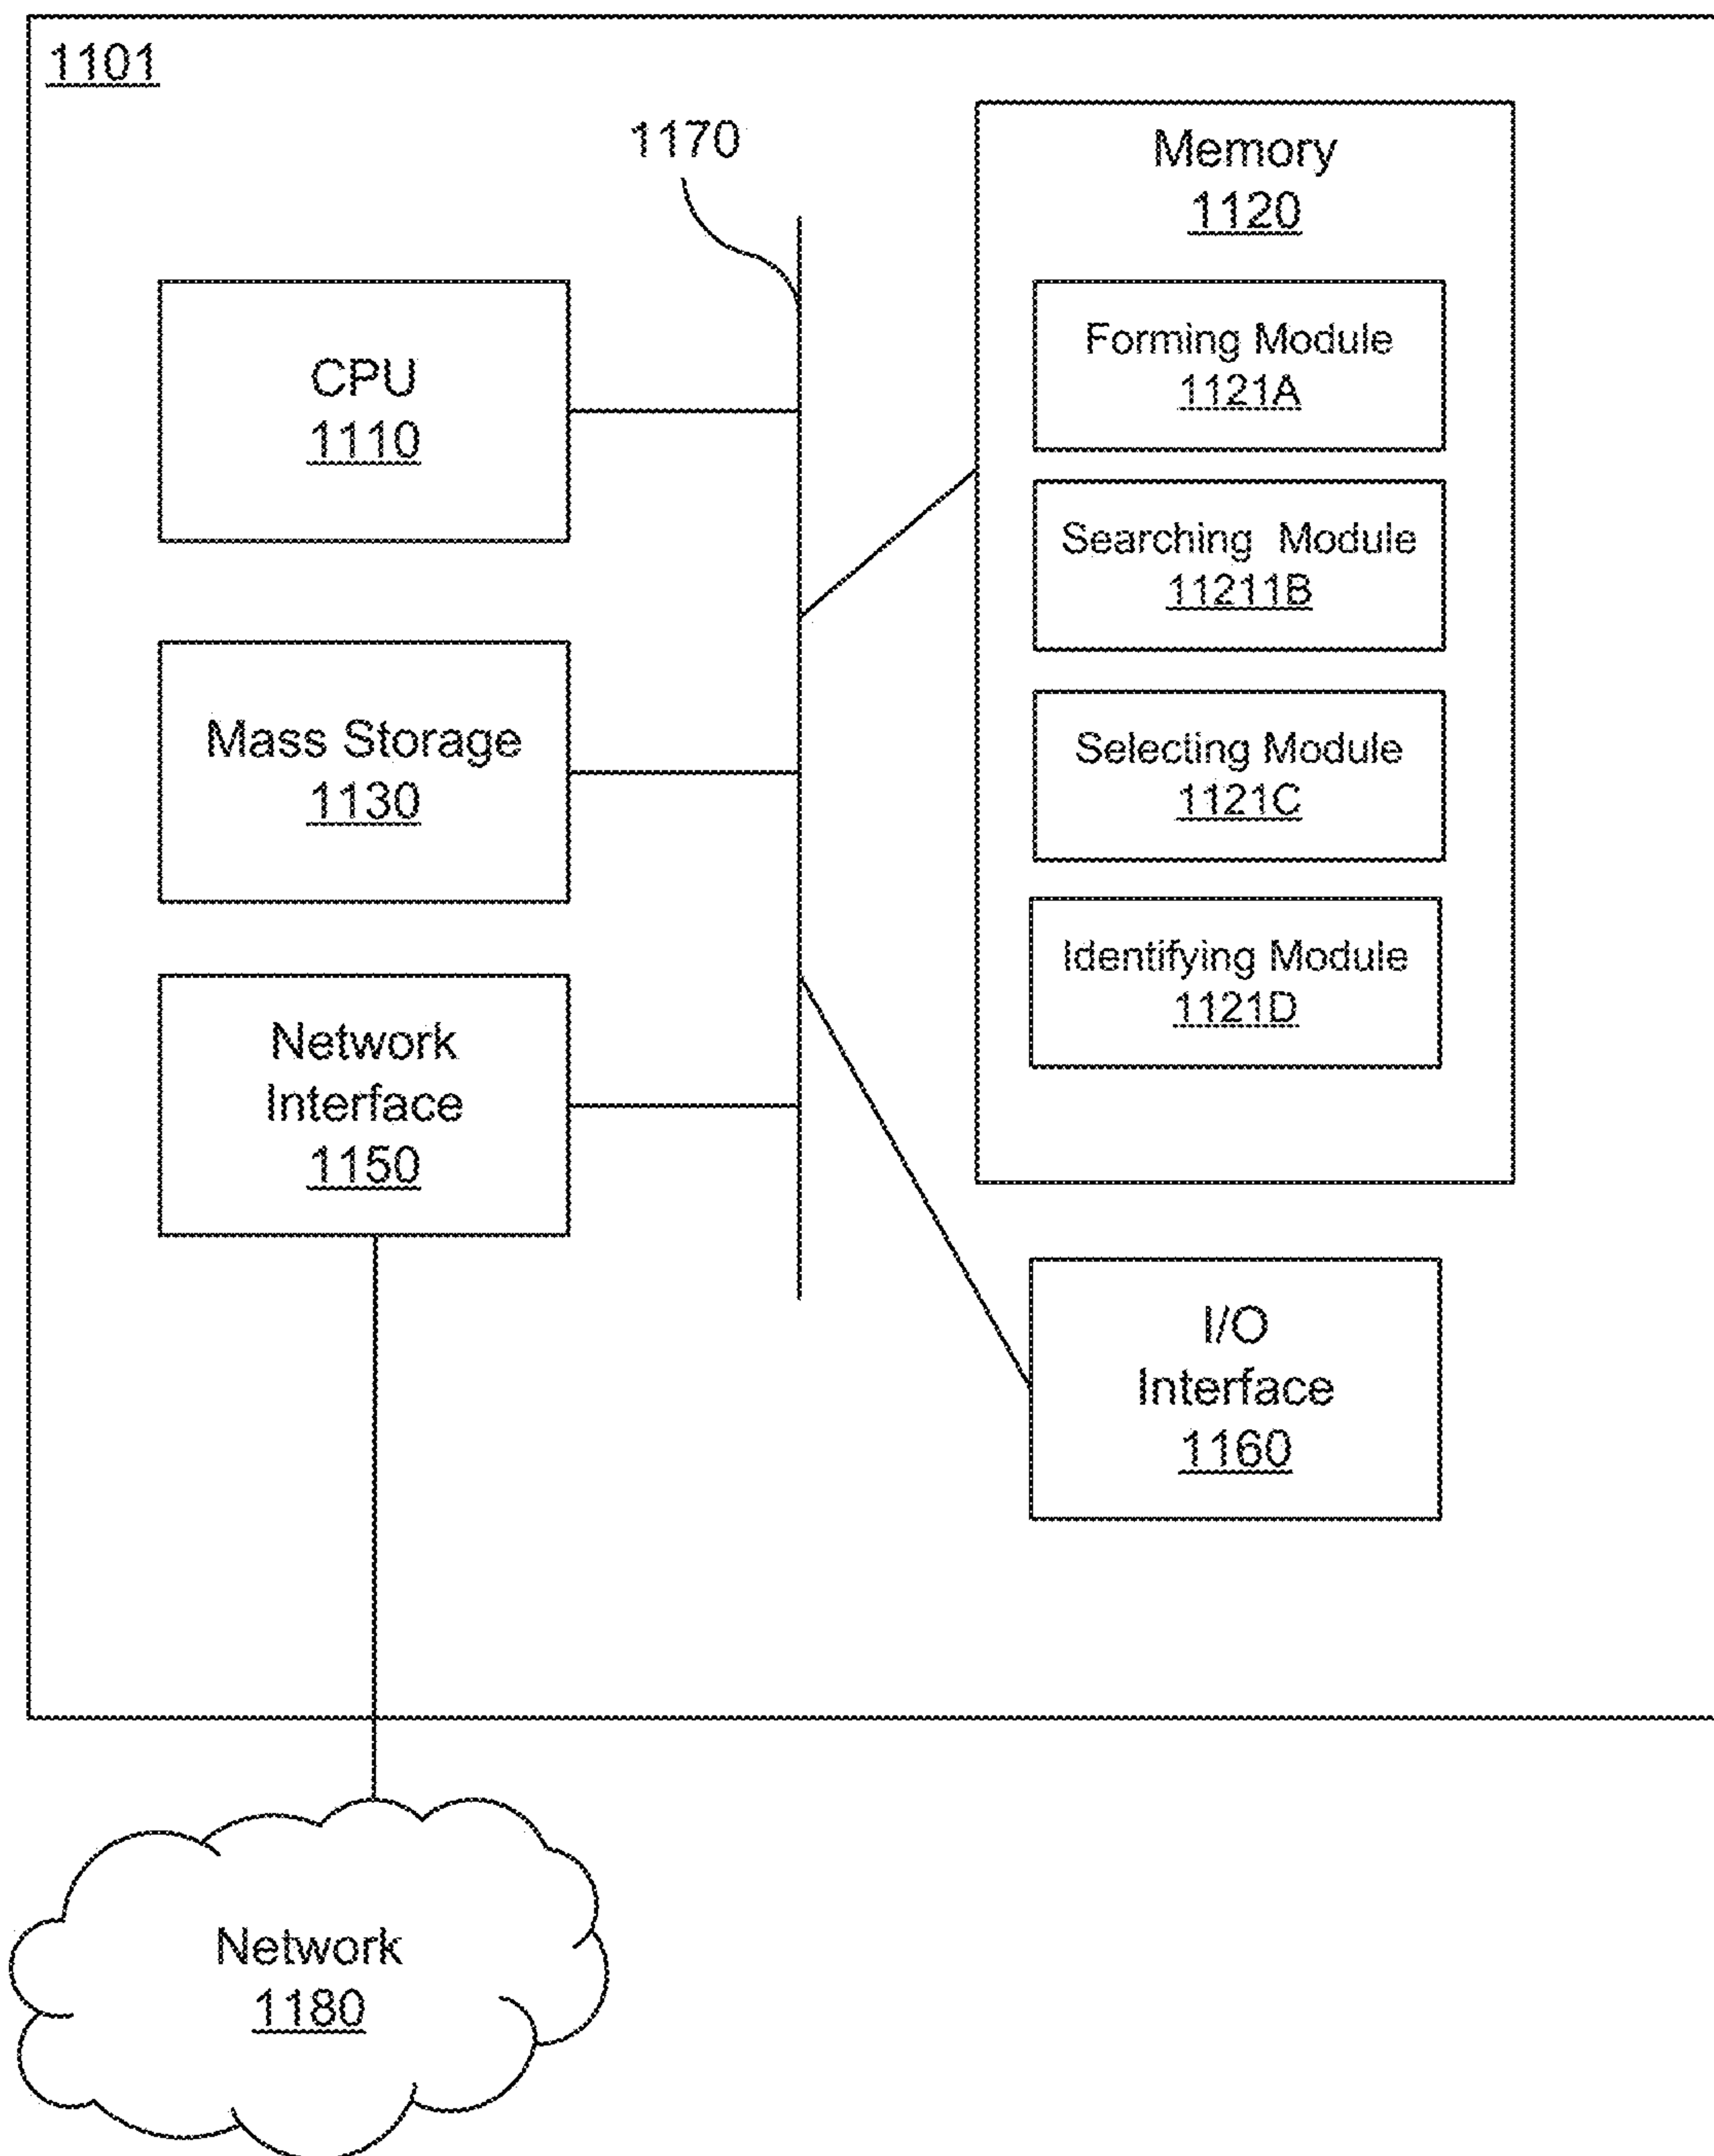 1101
1170
Memory
1120
Forming Module
1121A
CPU
1110
Searching Module
11211B
Mass Storage
1130
Selecting Module
1121C
Identifying Module
1121D
Network
Interface
1150
I/O
Interface
1160
Network
1180